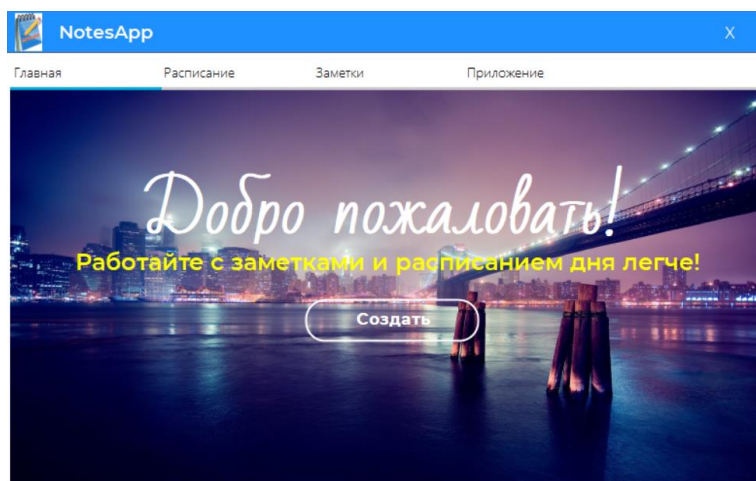 NotesApp
X
Главная Расписание Заметки Приложение
Добро пожаловать!
Работайте с заметками и расписанием дня легче!
Создать